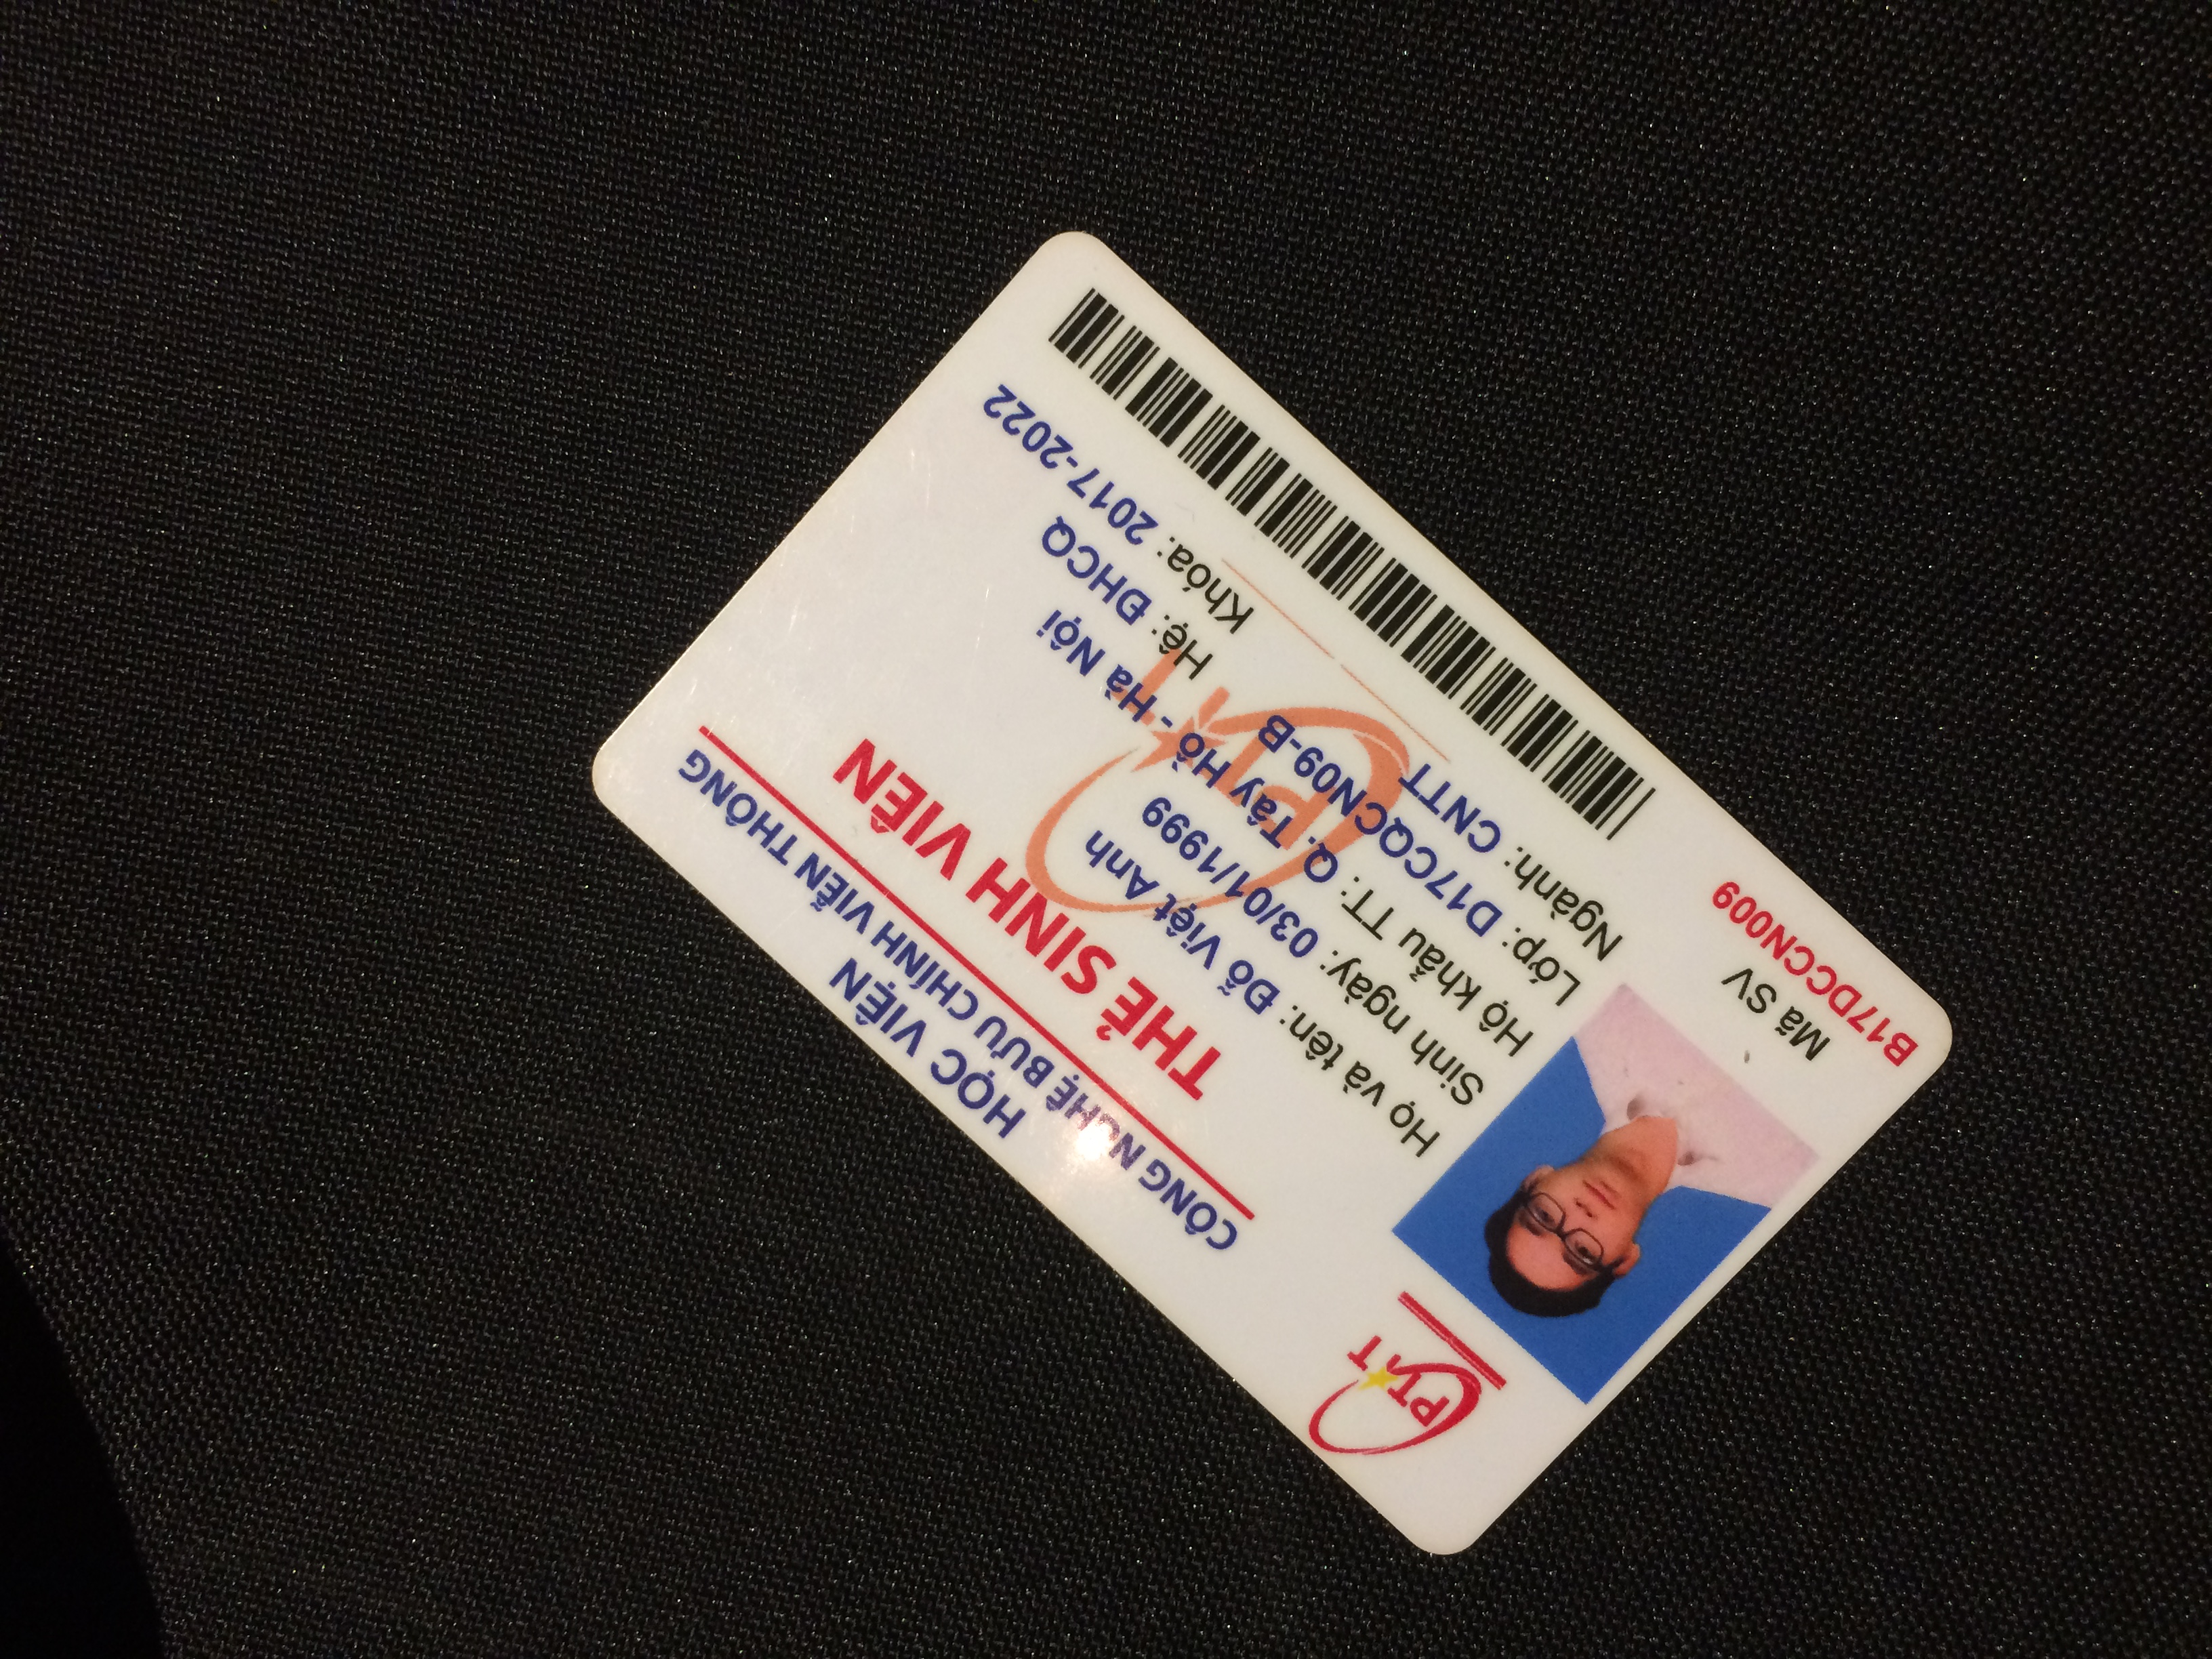 PTIT
HỌC VIỆN
CÔNG NGHỆ BƯU CHÍNH VIỄN THÔNG
THẺ SINH VIÊN
Họ và tên: Đỗ Việt Anh
Sinh ngày: 03/01/1999
Hộ khẩu TT: Q. Tây Hồ - Hà Nội
Lớp: D17CQCN09-B Hệ: ĐHCQ
Ngành: CNTT Khóa: 2017-2022
Mã SV
B17DCCN009
PTIT